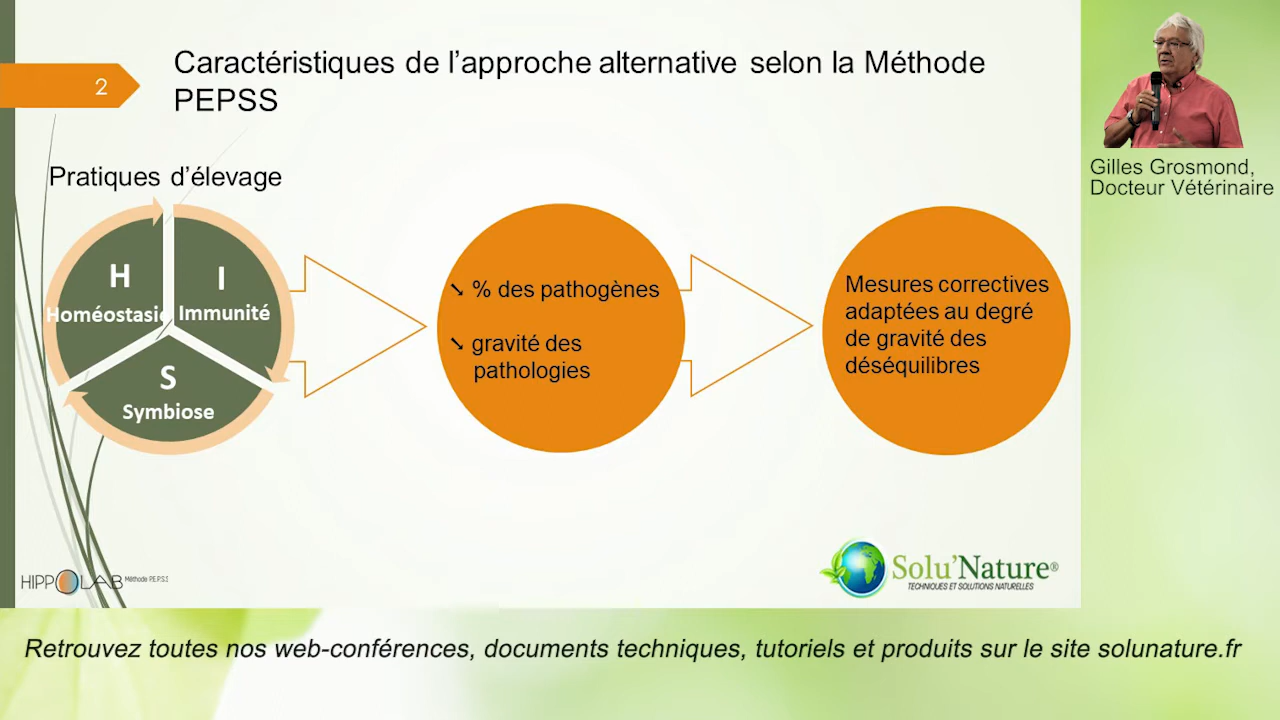 2
Caractéristiques de l’approche alternative selon la Méthode
PEPSS
Gilles Grosmond,
Docteur Vétérinaire
Pratiques d’élevage
H
Homéostasie
I
Immunité
S
Symbiose
↘ % des pathogènes
↘ gravité des
pathologies
Mesures correctives
adaptées au degré
de gravité des
déséquilibres
HIPPOLAB Méthode P.E.P.S.S
Solu’Nature®
TECHNIQUES ET SOLUTIONS NATURELLES
Retrouvez toutes nos web-conférences, documents techniques, tutoriels et produits sur le site solunature.fr